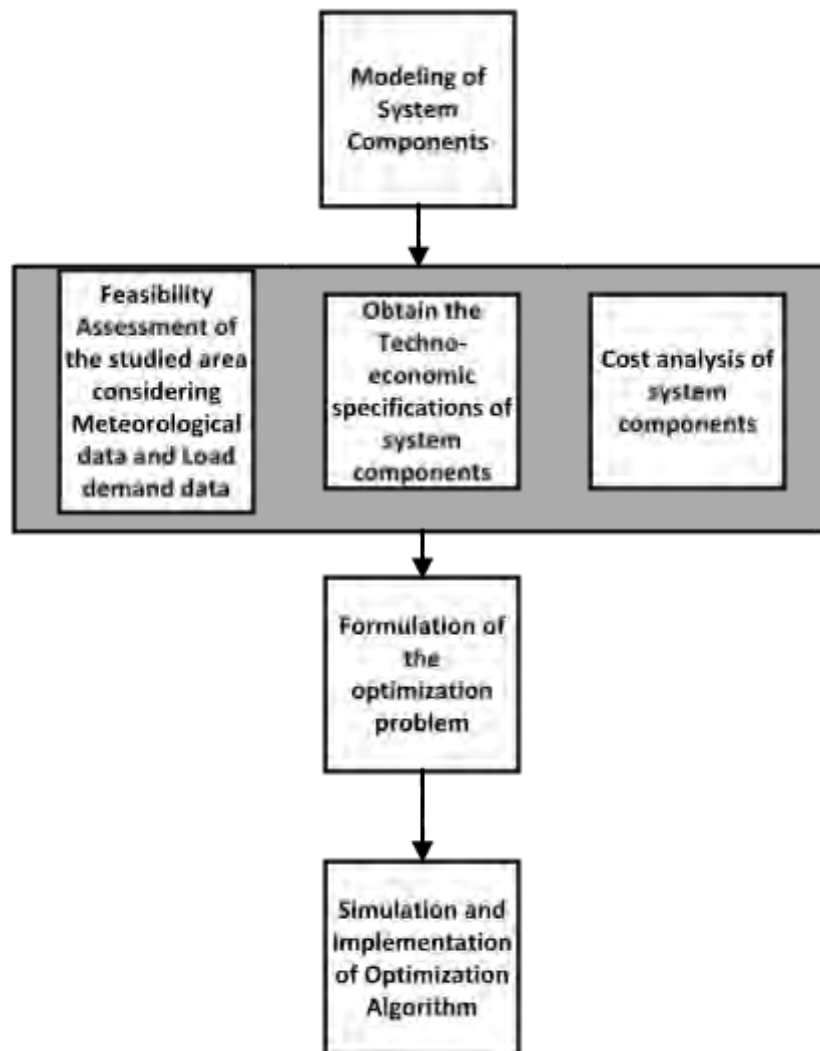 Modeling of
System
Components
Feasibility
Assessment of
the studied area
considering
Meteorological
data and Load
demand data
Obtain the
Techno-
economic
specifications of
system
components
Cost analysis of
system
components
Formulation of
the
optimization
problem
Simulation and
Implementation
of Optimization
Algorithm